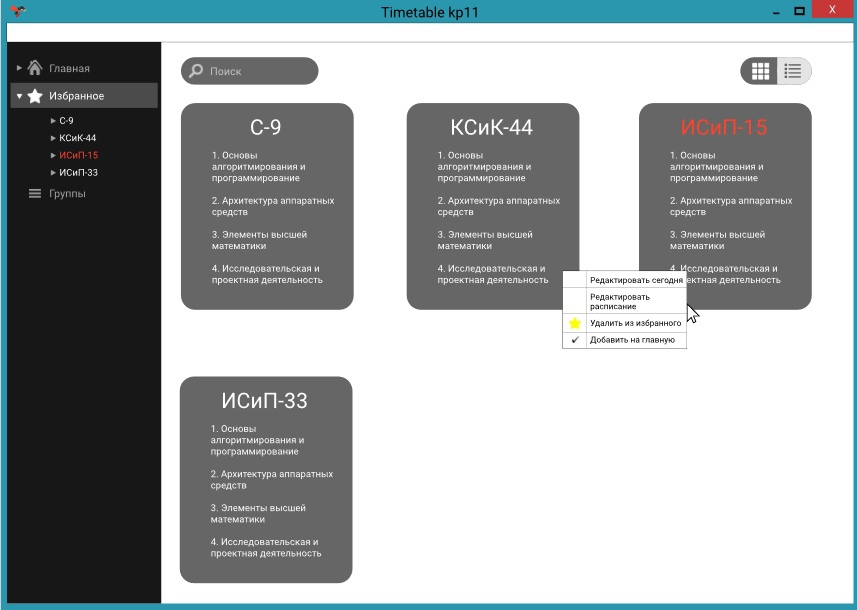 Timetable kp11
X
Главная
Избранное
С-9
КСиК-44
ИСиП-15
ИСиП-33
Группы
Поиск
С-9
1. Основы
алгоритмирования и
программирование
2. Архитектура аппаратных
средств
3. Элементы высшей
математики
4. Исследовательская и
проектная деятельность
КСиК-44
1. Основы
алгоритмирования и
программирование
2. Архитектура аппаратных
средств
3. Элементы высшей
математики
4. Исследовательская и
проектная деятельность
ИСиП-15
1. Основы
алгоритмирования и
программирование
2. Архитектура аппаратных
средств
3. Элементы высшей
математики
4. Исследовательская и
ектная деятельность
Редактировать сегодня
Редактировать
расписание
Удалить из избранного
Добавить на главную
ИСиП-33
1. Основы
алгоритмирования и
программирование
2. Архитектура аппаратных
средств
3. Элементы высшей
математики
4. Исследовательская и
проектная деятельность